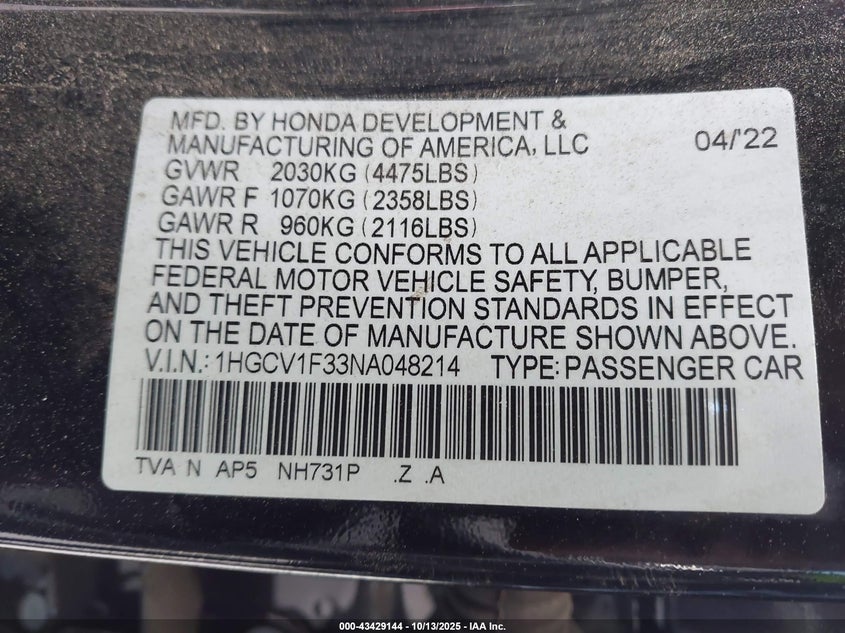 MFD. BY HONDA DEVELOPMENT &
MANUFACTURING OF AMERICA, LLC 04/'22
GVWR 2030KG (4475LBS)
GAWR F 1070KG (2358LBS)
GAWR R 960KG (2116LBS)
THIS VEHICLE CONFORMS TO ALL APPLICABLE
FEDERAL MOTOR VEHICLE SAFETY, BUMPER,
AND THEFT PREVENTION STANDARDS IN EFFECT
ON THE DATE OF MANUFACTURE SHOWN ABOVE.
V.I.N.: 1HGCV1F33NA048214 TYPE: PASSENGER CAR
TVA N AP5 NH731P .Z .A
000-43429144 - 10/13/2025 - IAA Inc.